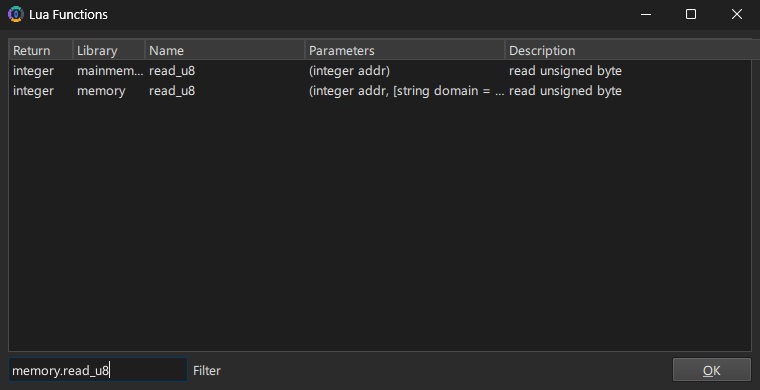 Lua Functions
Return Library Name Parameters Description
integer mainmem... read_u8 (integer addr) read unsigned byte
integer memory read_u8 (integer addr, [string domain = ... read unsigned byte
memory.read_u8 Filter OK